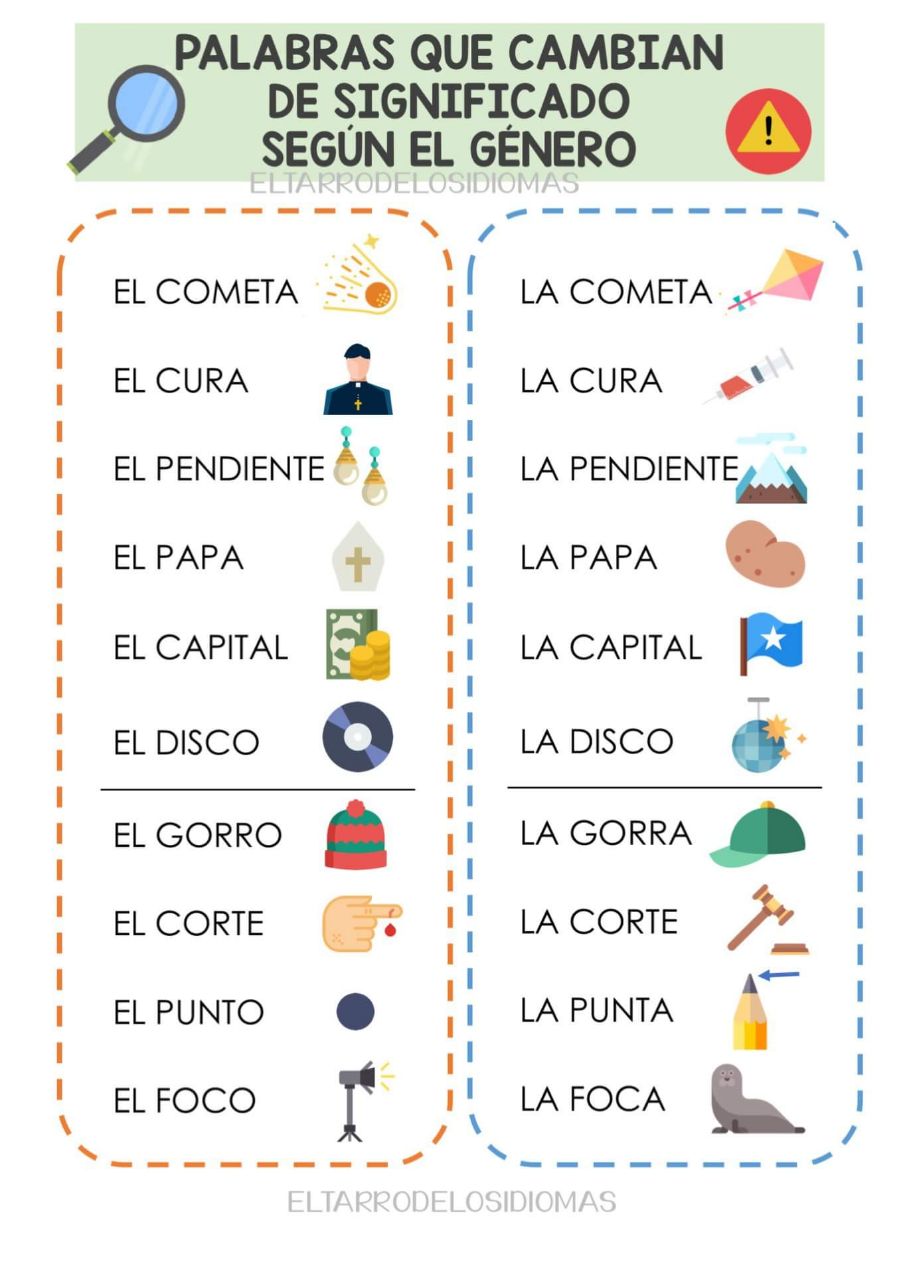 PALABRAS QUE CAMBIAN
DE SIGNIFICADO
SEGÚN EL GÉNERO
ELTARRODELOSIDIOMAS
EL COMETA
EL CURA
EL PENDIENTE
EL PAPA
EL CAPITAL
EL DISCO
EL GORRO
EL CORTE
EL PUNTO
EL FOCO
LA COMETA
LA CURA
LA PENDIENTE
LA PAPA
LA CAPITAL
LA DISCO
LA GORRA
LA CORTE
LA PUNTA
LA FOCA
ELTARRODELOSIDIOMAS